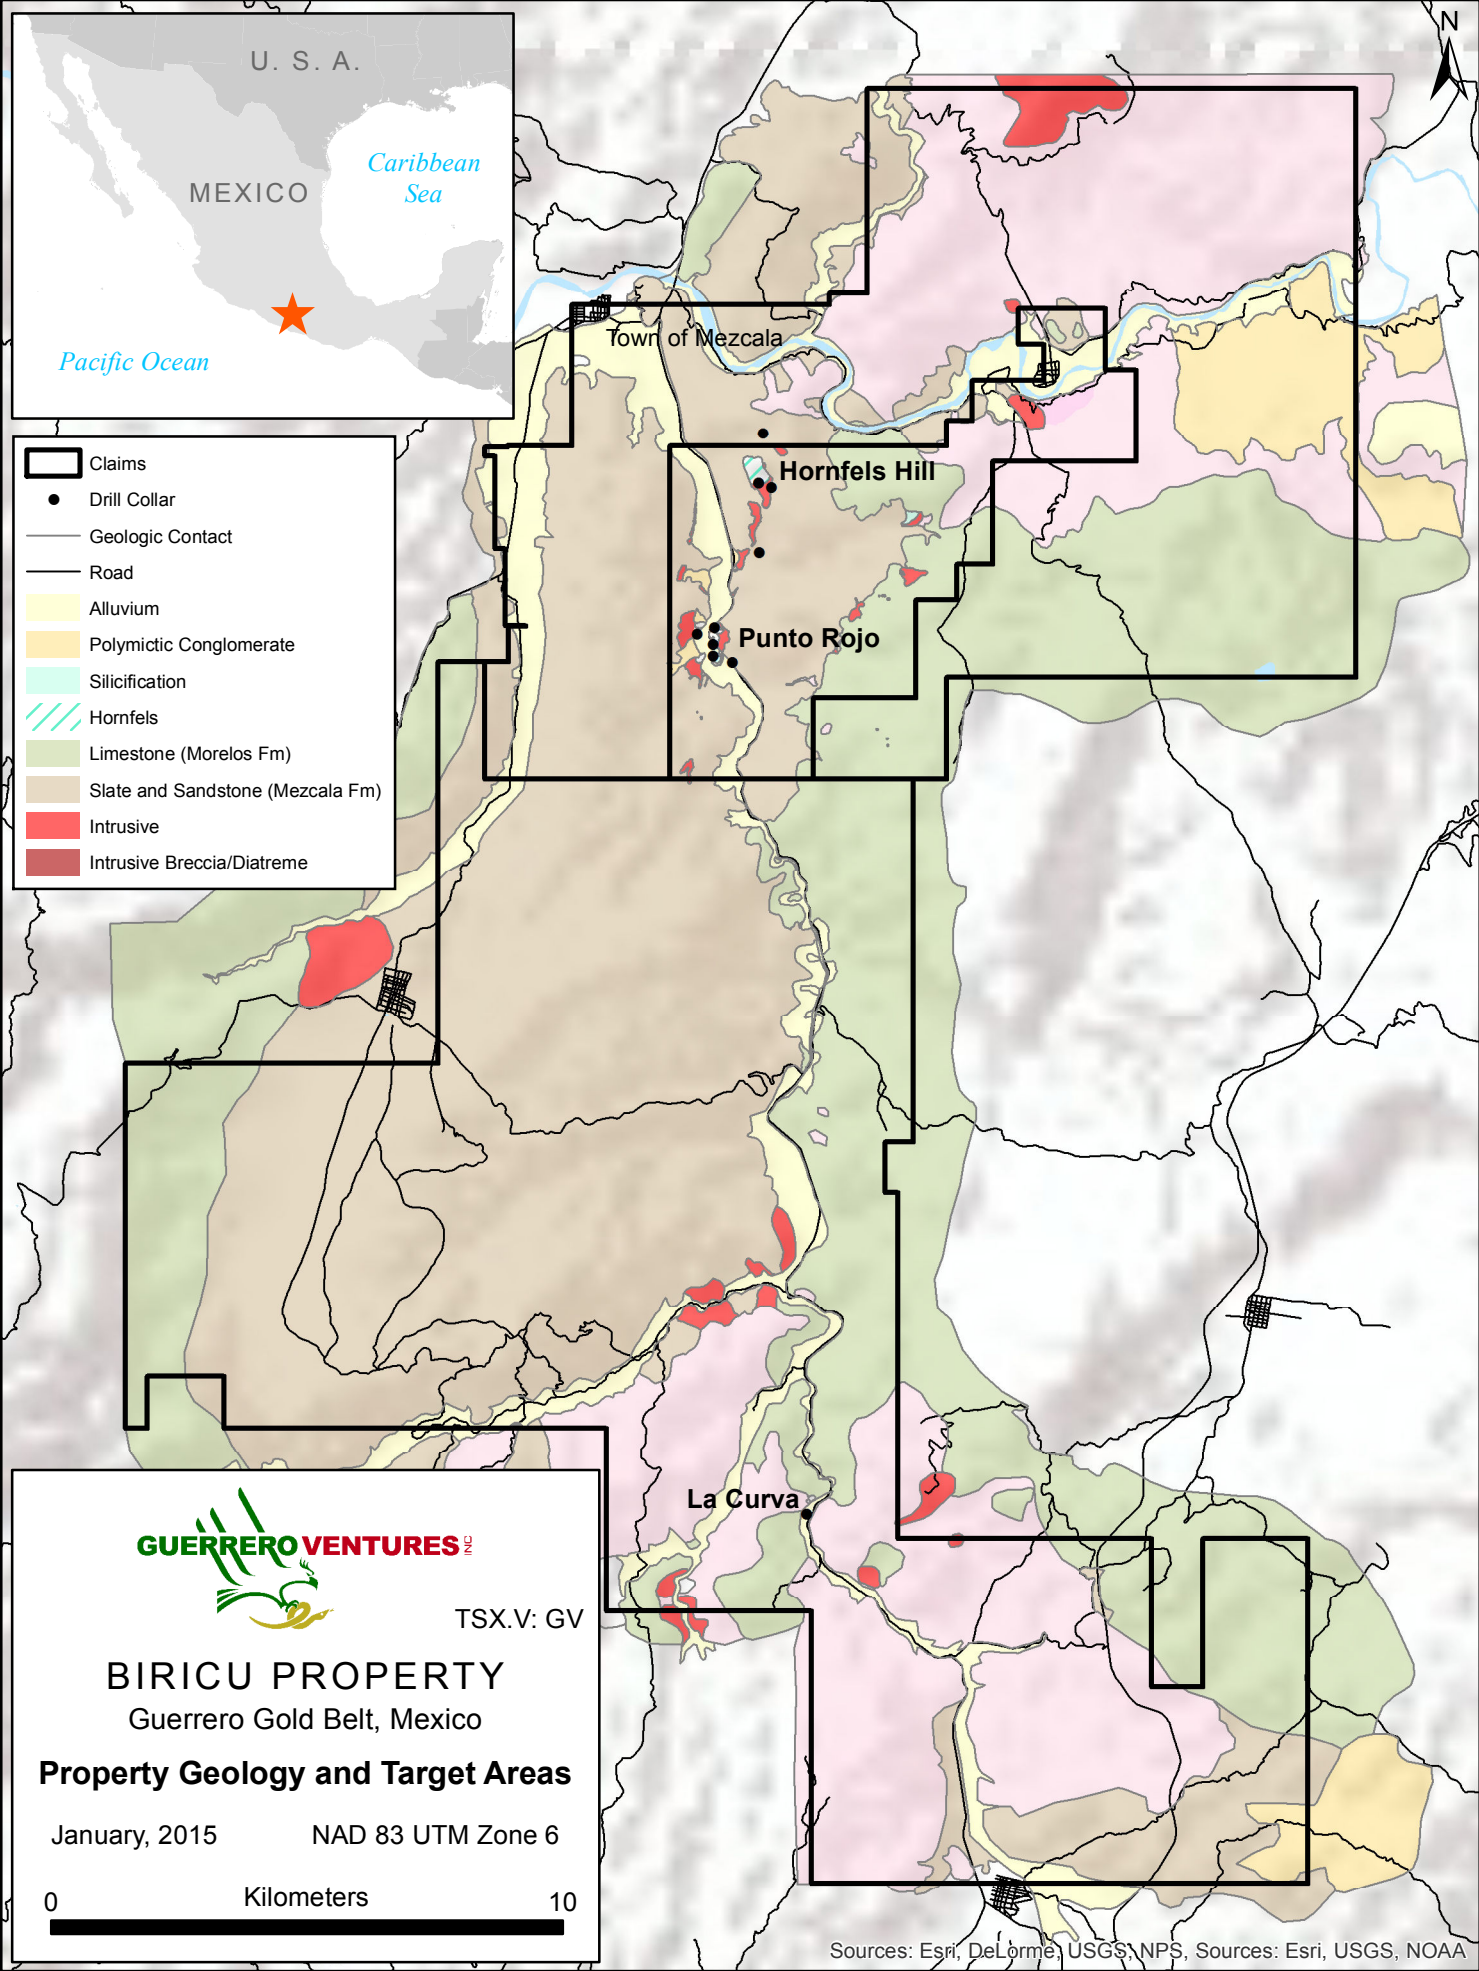 U. S. A.
Caribbean
Sea
MEXICO
Pacific Ocean
N
Town of Mezcala
Claims
Drill Collar
Geologic Contact
Road
Alluvium
Polymictic Conglomerate
Silicification
Hornfels
Limestone (Morelos Fm)
Slate and Sandstone (Mezcala Fm)
Intrusive
Intrusive Breccia/Diatreme
Hornfels Hill
Punto Rojo
La Curva
GUERRERO VENTURES INC
TSX.V: GV
BIRICU PROPERTY
Guerrero Gold Belt, Mexico
Property Geology and Target Areas
January, 2015 NAD 83 UTM Zone 6
0 Kilometers 10
Sources: Esri, DeLorme, USGS, NPS, Sources: Esri, USGS, NOAA